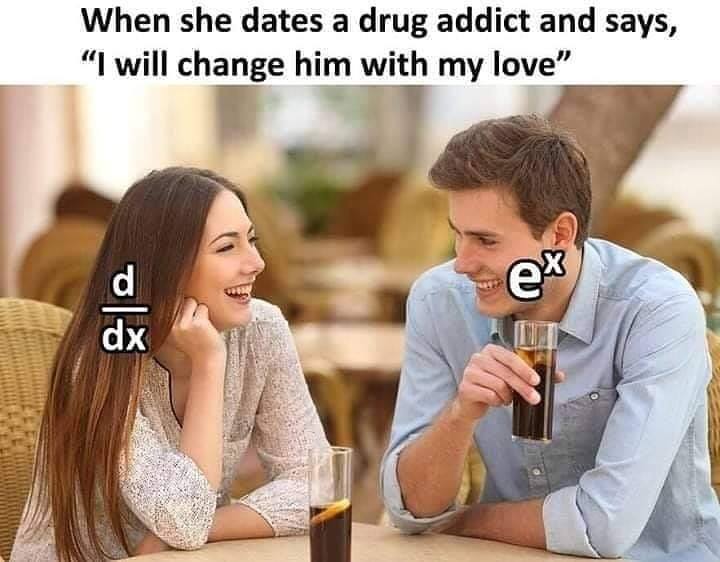 When she dates a drug addict and says,
“I will change him with my love”
d
dx
eˣ